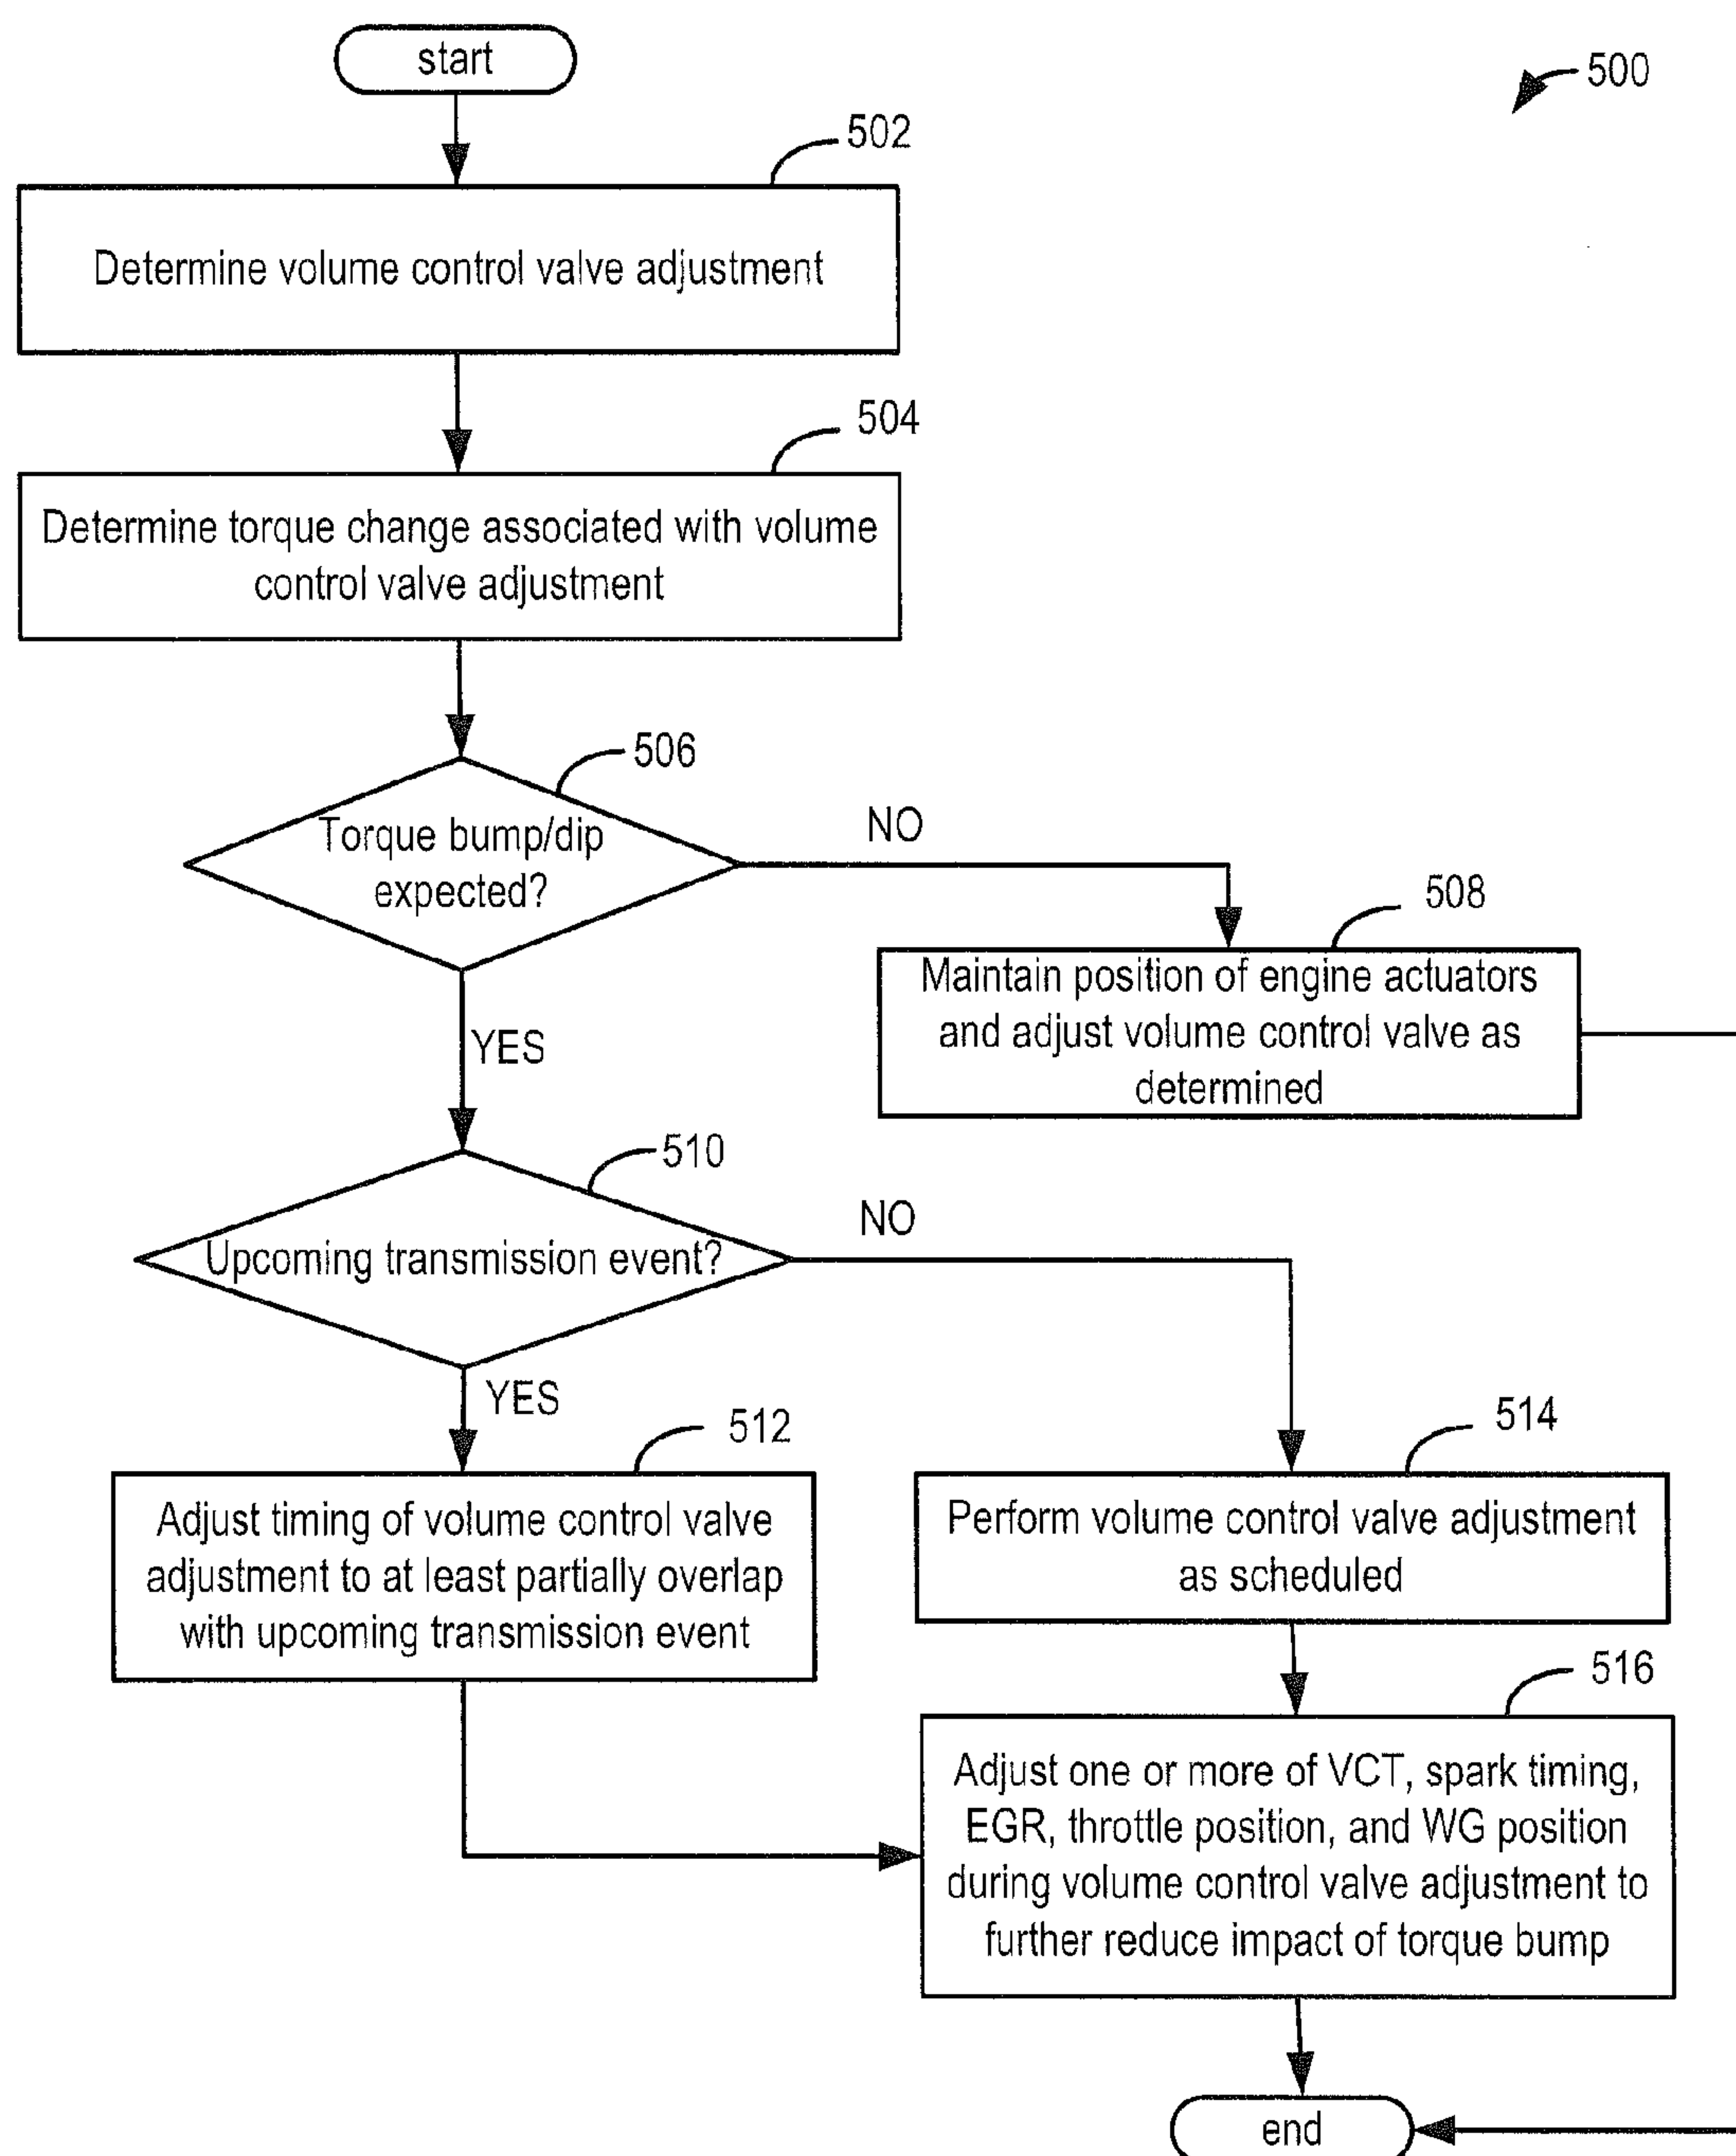 start
500
502
Determine volume control valve adjustment
504
Determine torque change associated with volume
control valve adjustment
506
Torque bump/dip
expected?
NO
508
Maintain position of engine actuators
and adjust volume control valve as
determined
YES
510
Upcoming transmission event?
NO
YES
512
Adjust timing of volume control valve
adjustment to at least partially overlap
with upcoming transmission event
514
Perform volume control valve adjustment
as scheduled
516
Adjust one or more of VCT, spark timing,
EGR, throttle position, and WG position
during volume control valve adjustment to
further reduce impact of torque bump
end